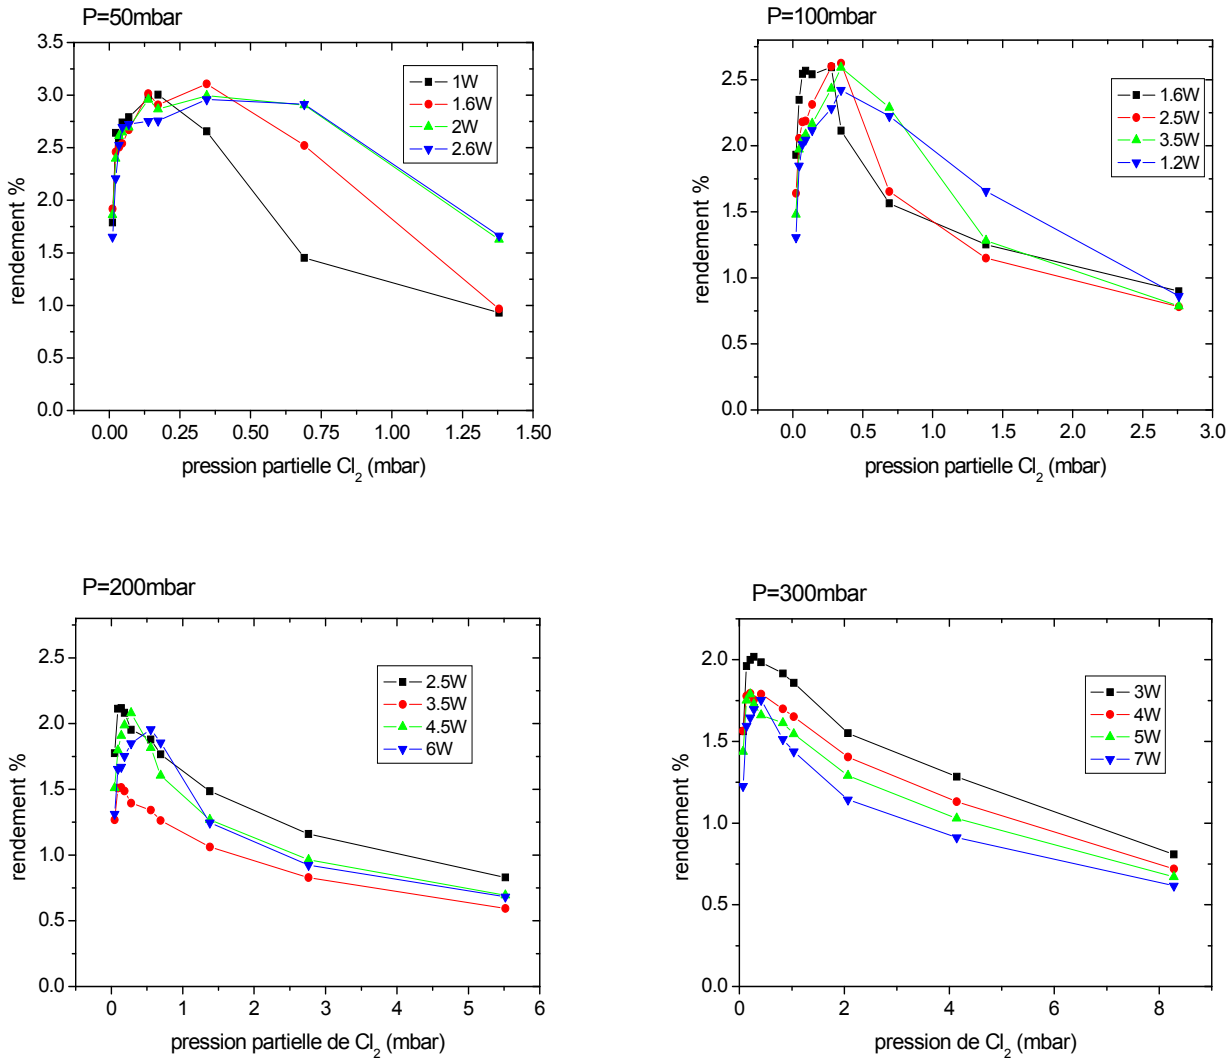 P=50mbar
3.5
3.0
2.5
2.0
1.5
1.0
0.5
0.0
rendement %
1W
1.6W
2W
2.6W
0.00 0.25 0.50 0.75 1.00 1.25 1.50
pression partielle Cl2 (mbar)
P=100mbar
2.5
2.0
1.5
1.0
0.5
0.0
rendement %
1.6W
2.5W
3.5W
1.2W
0.0 0.5 1.0 1.5 2.0 2.5 3.0
pression partielle Cl2 (mbar)
P=200mbar
2.5
2.0
1.5
1.0
0.5
0.0
rendement %
2.5W
3.5W
4.5W
6W
0 1 2 3 4 5 6
pression partielle de Cl2 (mbar)
P=300mbar
2.0
1.5
1.0
0.5
0.0
rendement %
3W
4W
5W
7W
0 2 4 6 8
pression de Cl2 (mbar)